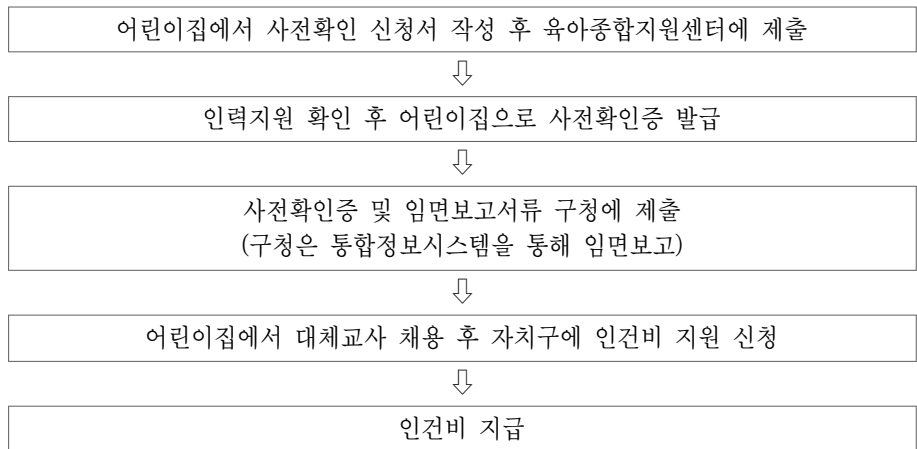 어린이집에서 사전확인 신청서 작성 후 육아종합지원센터에 제출
⇩
인력지원 확인 후 어린이집으로 사전확인증 발급
⇩
사전확인증 및 임면보고서류 구청에 제출
(구청은 통합정보시스템을 통해 임면보고)
⇩
어린이집에서 대체교사 채용 후 자치구에 인건비 지원 신청
⇩
인건비 지급